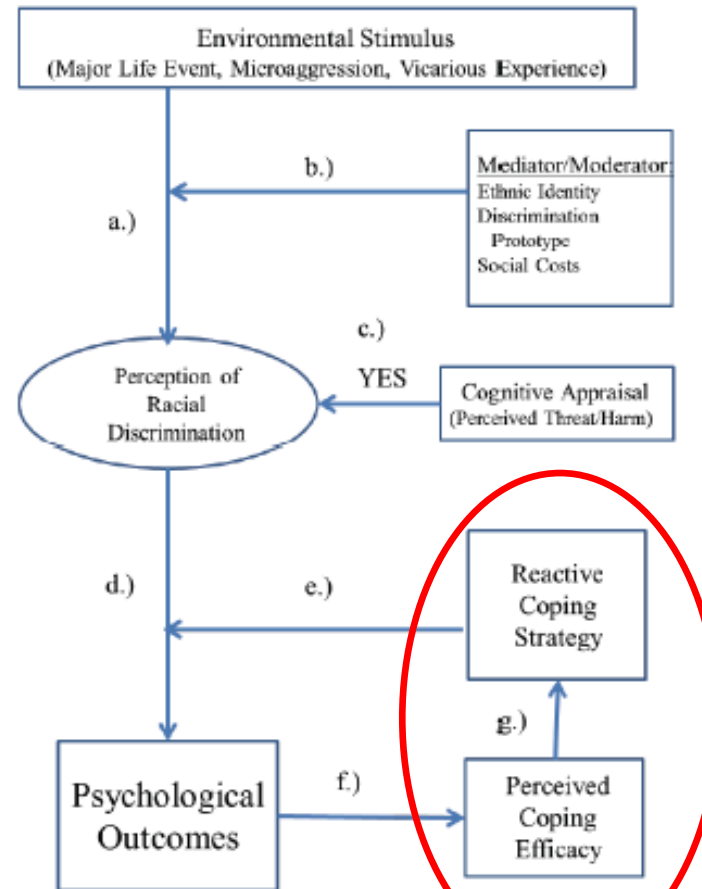 Environmental Stimulus
(Major Life Event, Microaggression, Vicarious Experience)
b.)
Mediator/Moderator:
Ethnic Identity
Discrimination
Prototype
Social Costs
a.)
c.)
YES
Perception of
Racial
Discrimination
Cognitive Appraisal
(Perceived Threat/Harm)
d.)
e.)
Reactive
Coping
Strategy
g.)
f.)
Psychological
Outcomes
Perceived
Coping
Efficacy